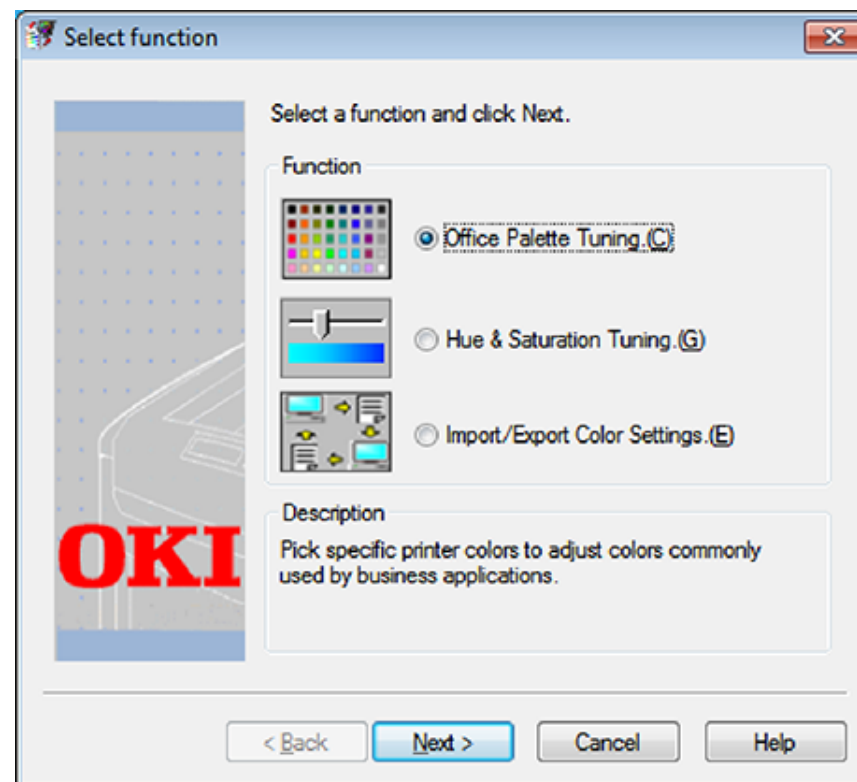 Select function
Select a function and click Next.
Function
Office Palette Tuning.(C)
Hue & Saturation Tuning.(G)
Import/Export Color Settings.(E)
Description
Pick specific printer colors to adjust colors commonly
used by business applications.
OKI
< Back Next > Cancel Help